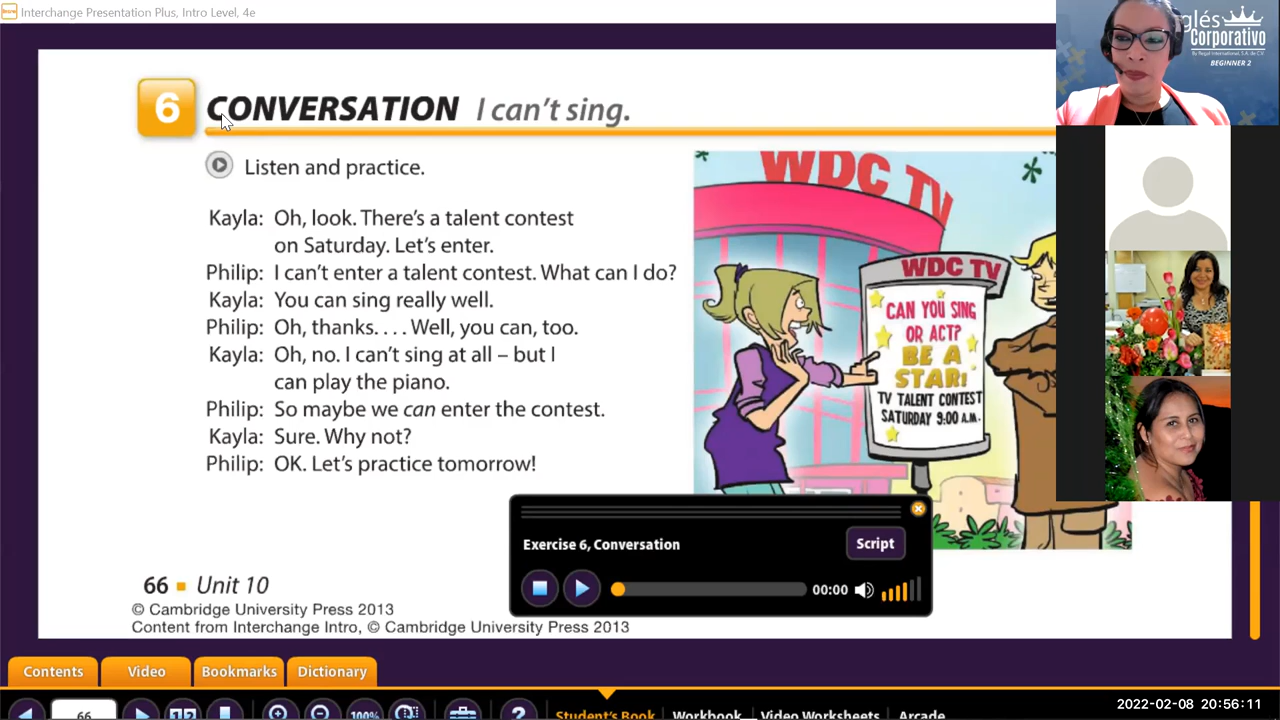 Interchange Presentation Plus, Intro Level, 4e
glés
Corporativo
By Regal International, S.A. de C.V.
BEGINNER 2
6 CONVERSATION I can't sing.
Listen and practice.
Kayla: Oh, look. There's a talent contest
on Saturday. Let's enter.
Philip: I can't enter a talent contest. What can I do?
Kayla: You can sing really well.
Philip: Oh, thanks. . . . Well, you can, too.
Kayla: Oh, no. I can't sing at all – but I
can play the piano.
Philip: So maybe we can enter the contest.
Kayla: Sure. Why not?
Philip: OK. Let's practice tomorrow!
WDC TV
WDC TV
CAN YOU SING
OR ACT?
BE A
STAR!
TV TALENT CONTEST
SATURDAY 9:00 A.M.
Exercise 6, Conversation
Script
00:00
66 Unit 10
© Cambridge University Press 2013
Content from Interchange Intro, © Cambridge University Press 2013
Contents Video Bookmarks Dictionary
66
100%
?
Student's Book Workbook Video Worksheets Arcade
2022-02-08 20:56:11